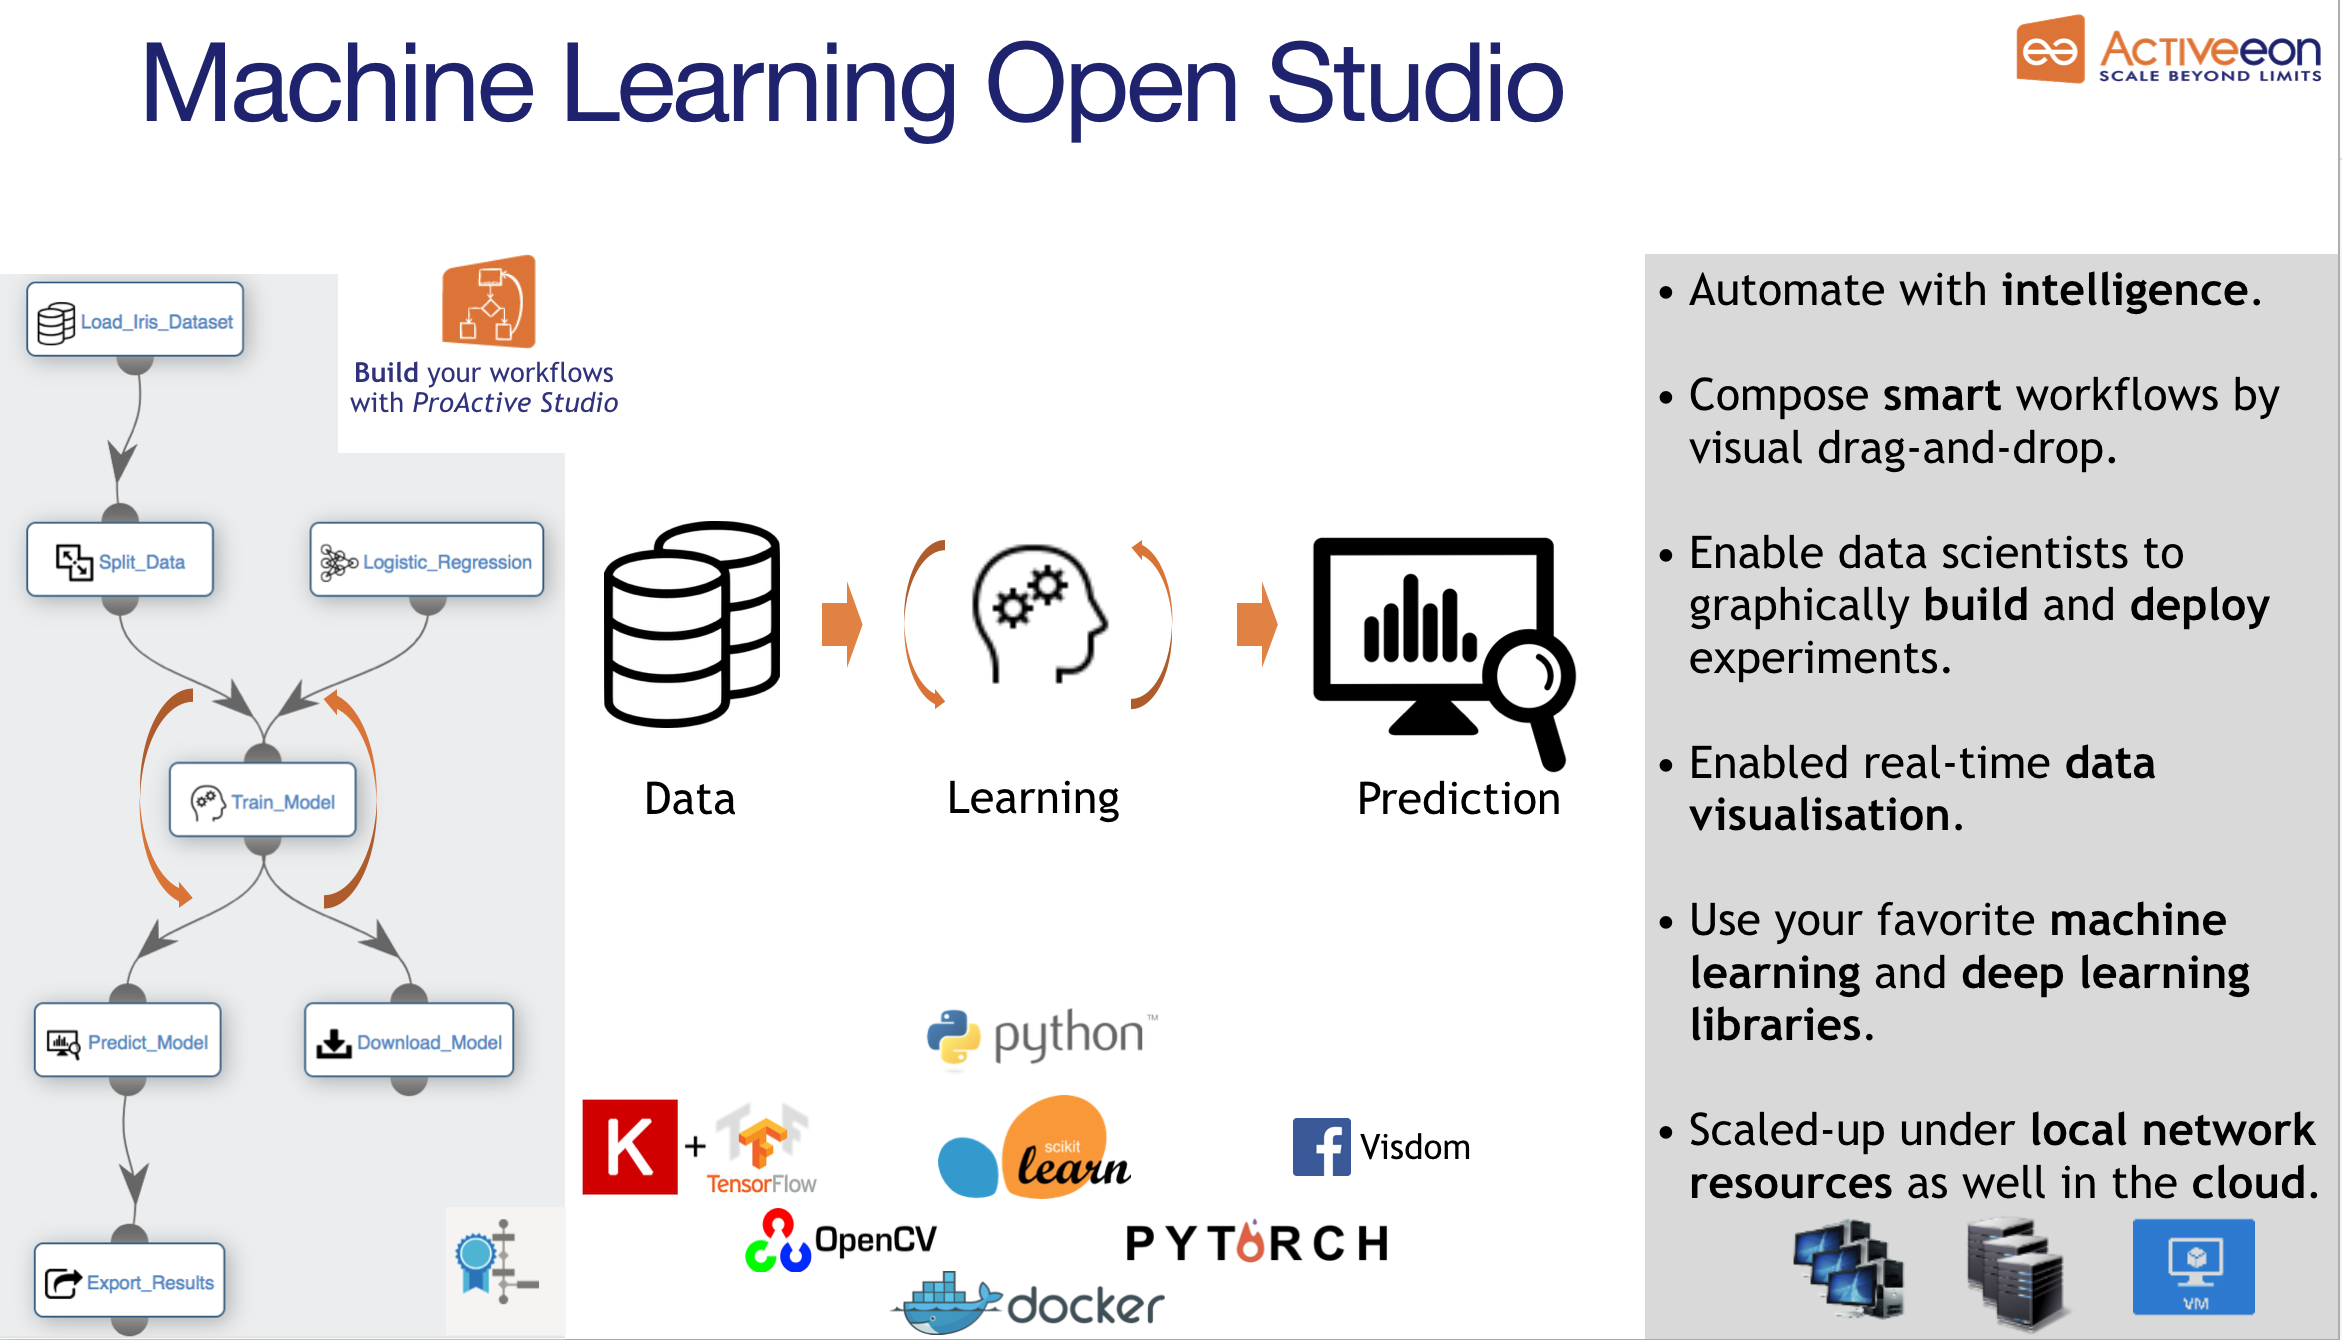 Machine Learning Open Studio
Activeeon
SCALE BEYOND LIMITS
Load_Iris_Dataset
Build your workflows
with ProActive Studio
Split_Data
Logistic_Regression
Train_Model
Predict_Model
Download_Model
Export_Results
Data
Learning
Prediction
python™
K
+
TF
TensorFlow
scikit
learn
f Visdom
OpenCV
PYTORCH
docker
• Automate with intelligence.
• Compose smart workflows by
visual drag-and-drop.
• Enable data scientists to
graphically build and deploy
experiments.
• Enabled real-time data
visualisation.
• Use your favorite machine
learning and deep learning
libraries.
• Scaled-up under local network
resources as well in the cloud.
VM